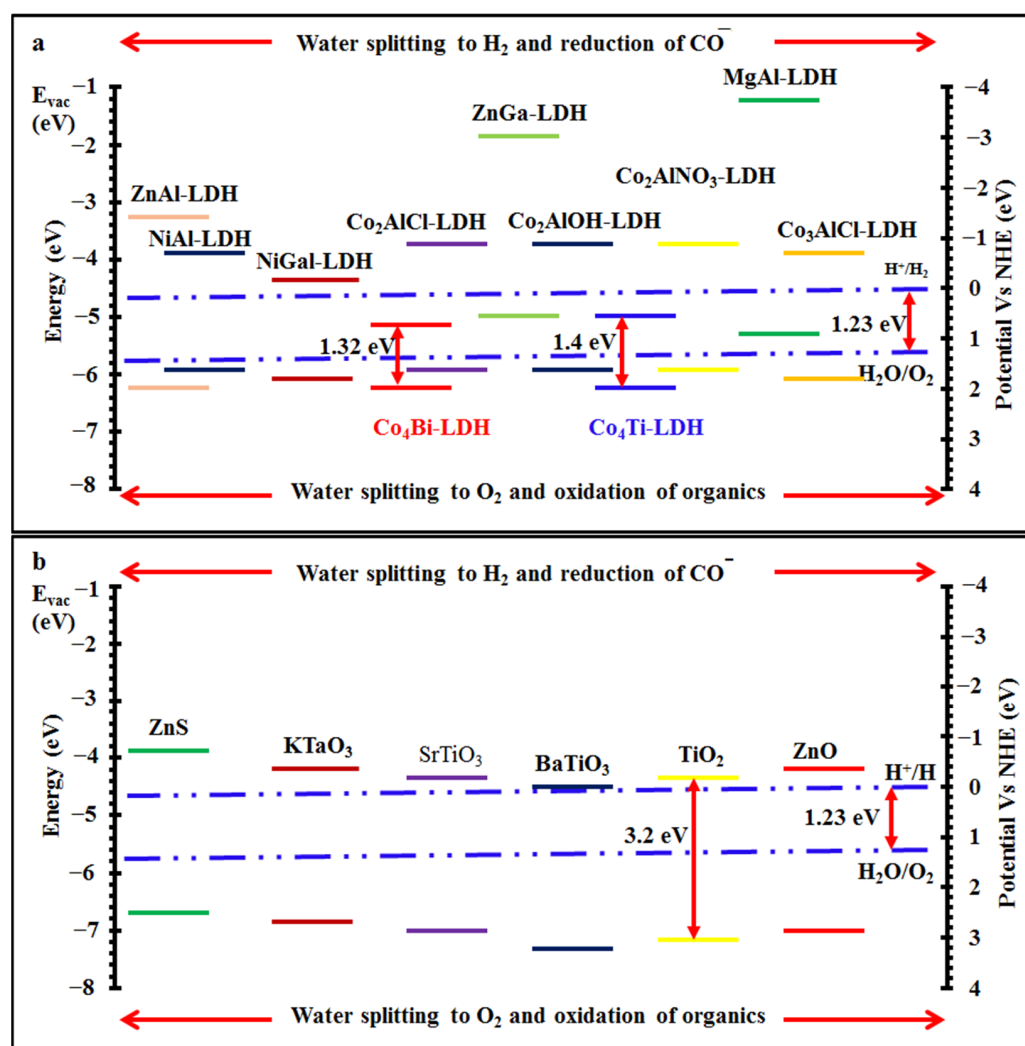 a
Water splitting to H₂ and reduction of CO⁻
E_vac
(eV)
−1
−2
−3
−4
−5
−6
−7
−8
Energy (eV)
MgAl-LDH
ZnGa-LDH
Co₂AlNO₃-LDH
ZnAl-LDH
Co₂AlCl-LDH
Co₂AlOH-LDH
Co₃AlCl-LDH
NiAl-LDH
NiGal-LDH
H⁺/H₂
1.32 eV
1.4 eV
1.23 eV
H₂O/O₂
Co₄Bi-LDH
Co₄Ti-LDH
−4
−3
−2
−1
0
1
2
3
4
Potential Vs NHE (eV)
Water splitting to O₂ and oxidation of organics
b
Water splitting to H₂ and reduction of CO⁻
E_vac
(eV)
−1
−2
−3
−4
−5
−6
−7
−8
Energy (eV)
ZnS
KTaO₃
SrTiO₃
BaTiO₃
TiO₂
ZnO
H⁺/H
3.2 eV
1.23 eV
H₂O/O₂
−4
−3
−2
−1
0
1
2
3
4
Potential Vs NHE (eV)
Water splitting to O₂ and oxidation of organics